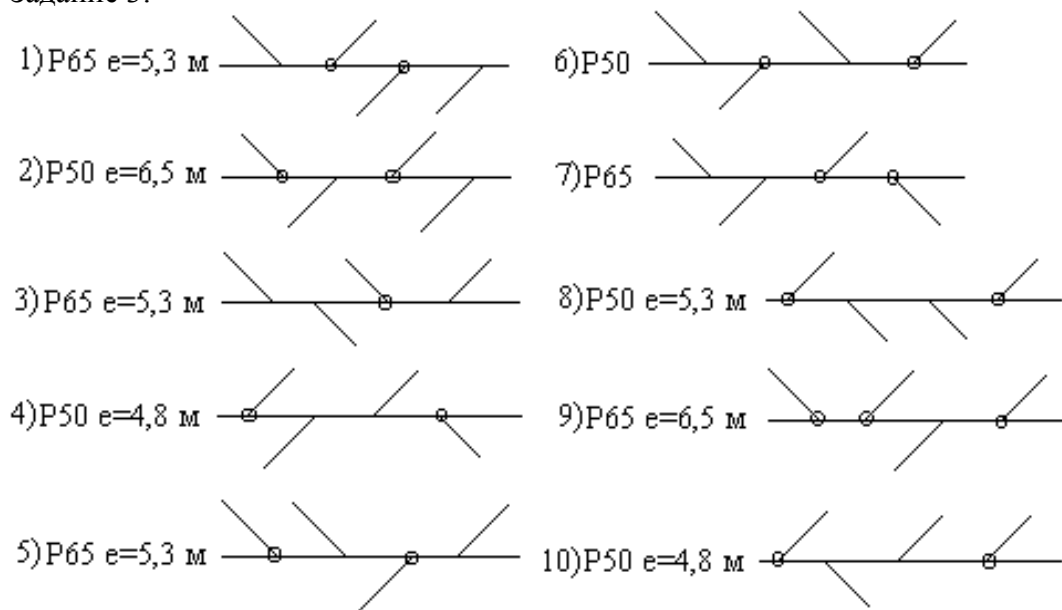 Задание 3.
1)Р65 е=5,3 м
6)Р50
2)Р50 е=6,5 м
7)Р65
3)Р65 е=5,3 м
8)Р50 е=5,3 м
4)Р50 е=4,8 м
9)Р65 е=6,5 м
5)Р65 е=5,3 м
10)Р50 е=4,8 м